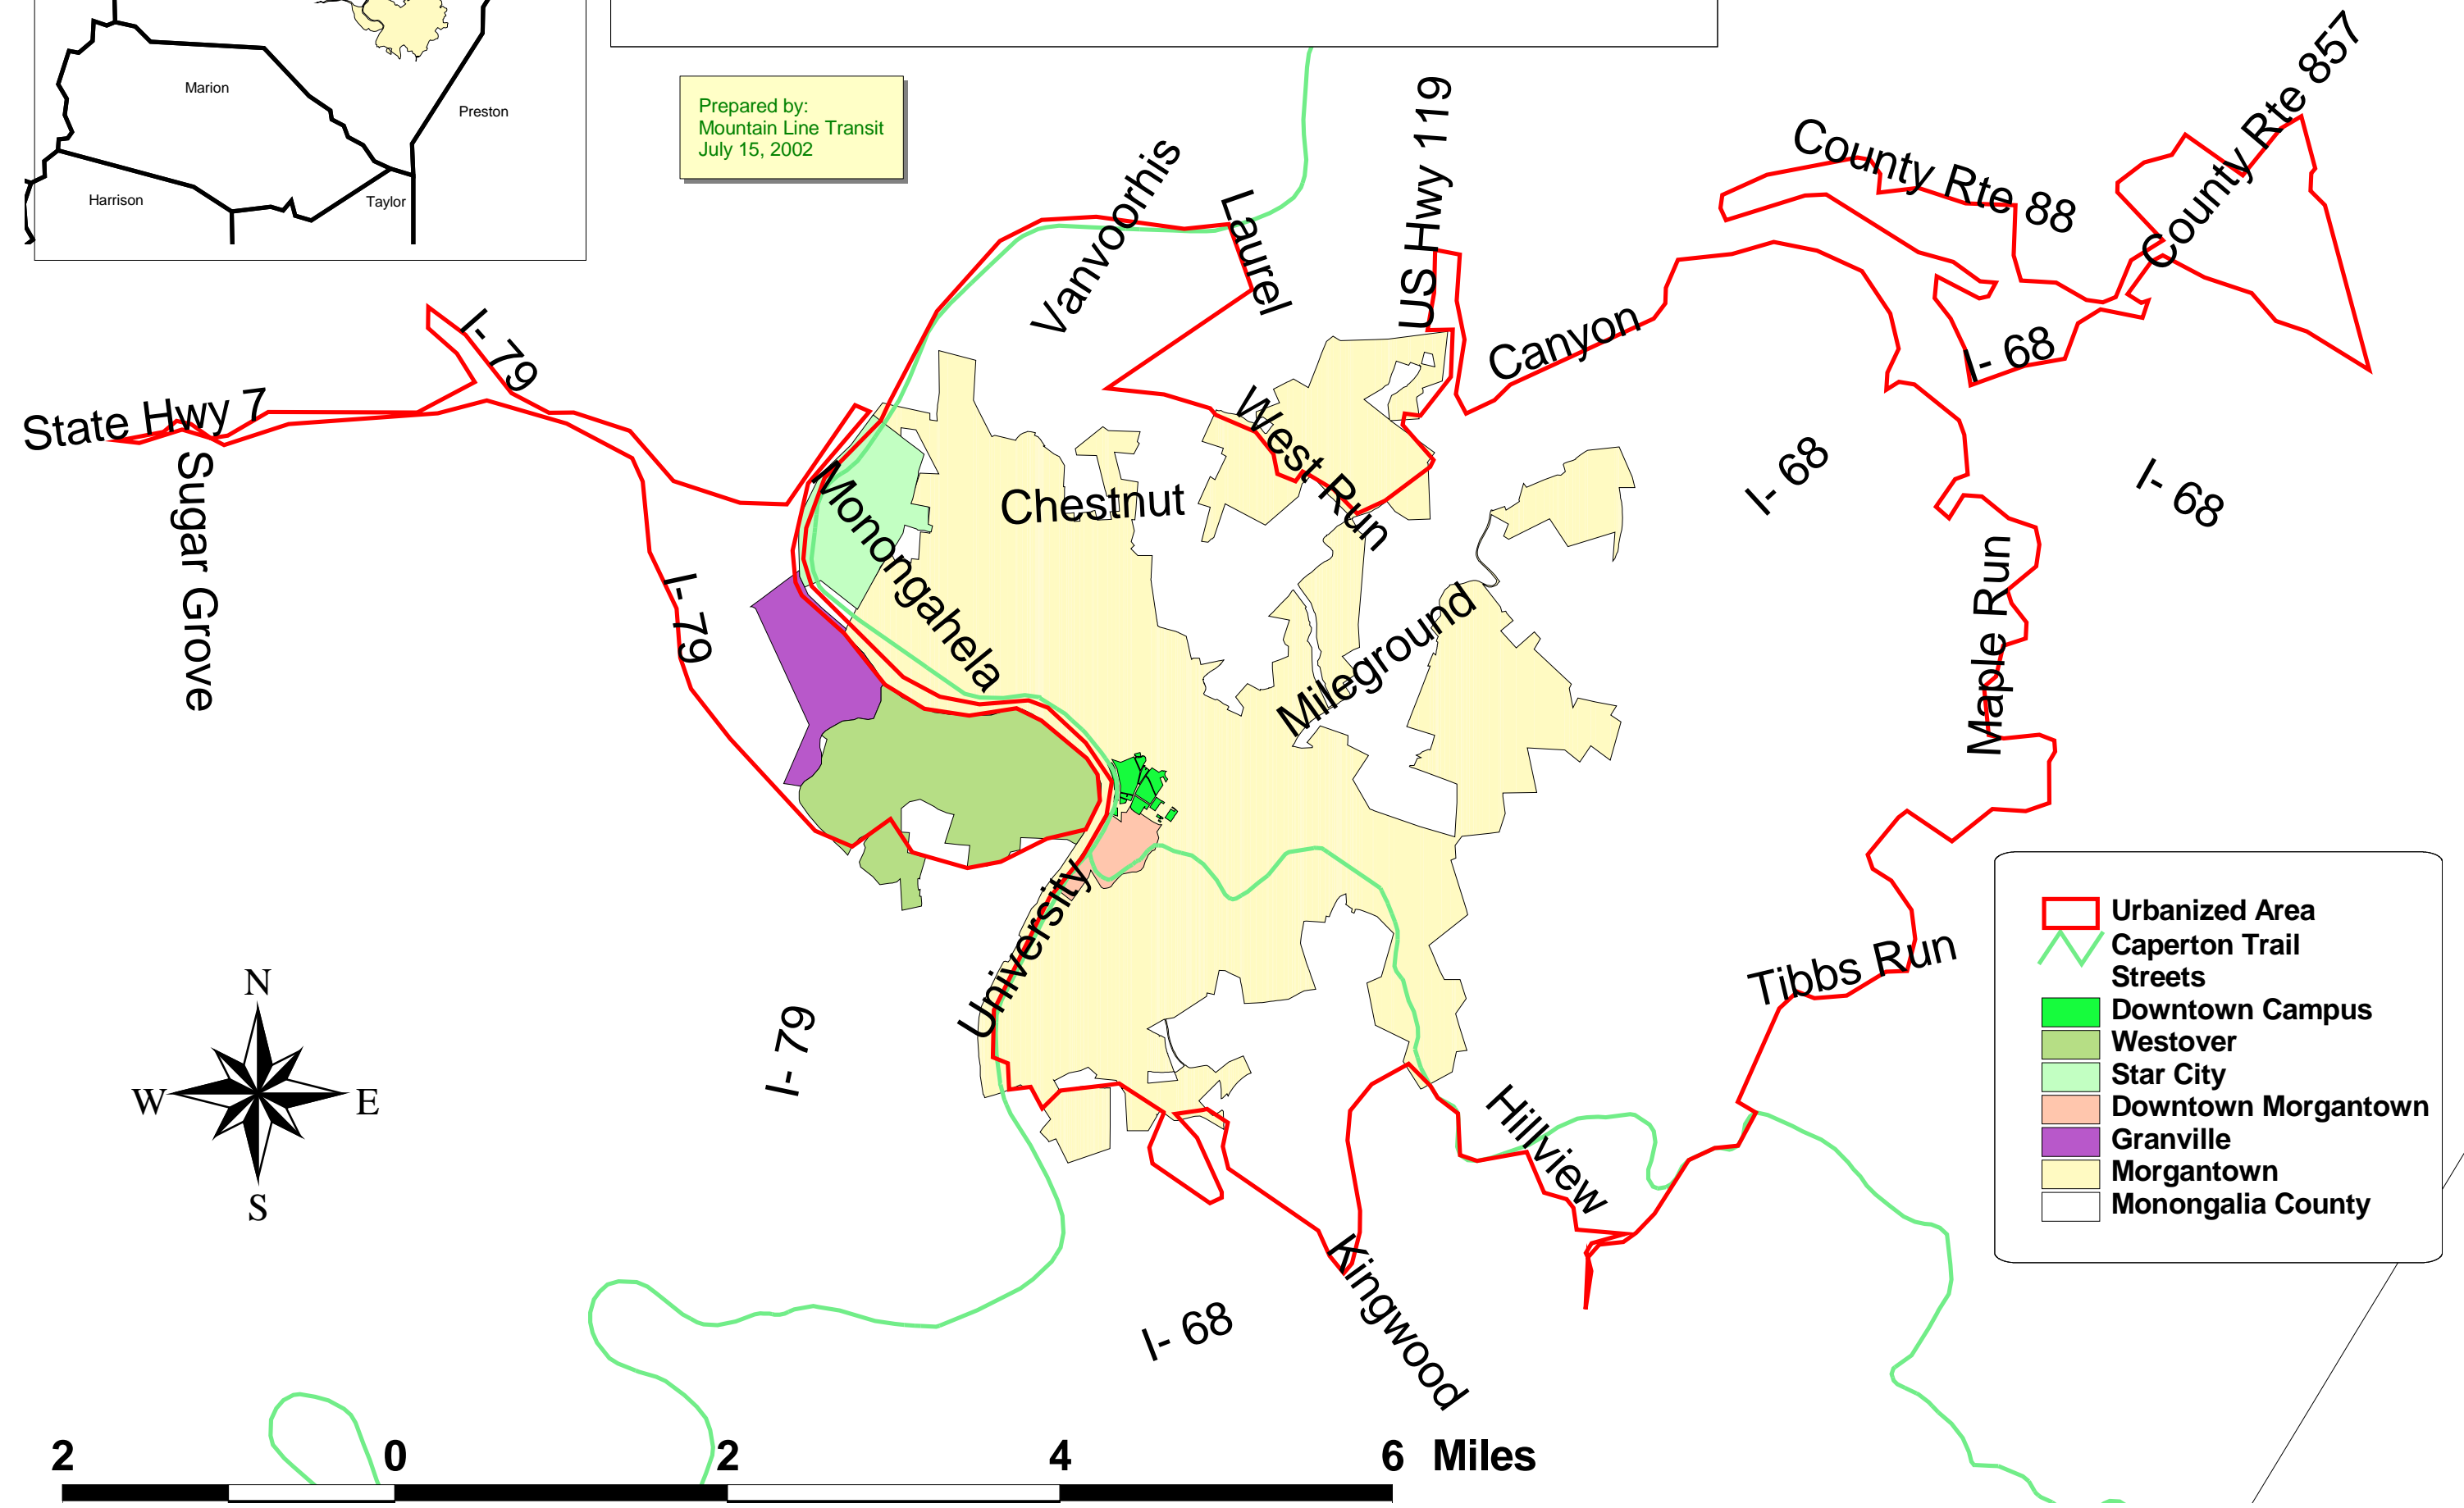 Marion
Preston
Harrison
Taylor
Prepared by:
Mountain Line Transit
July 15, 2002
Vanvoorhis
Laurel
US Hwy 119
County Rte 88
County Rte 857
I- 79
State Hwy 7
Sugar Grove
Canyon
I- 68
West Run
Chestnut
Monongahela
I- 68
I- 68
I- 79
Mileground
Maple Run
University
Tibbs Run
I- 79
Hillview
Kingwood
I- 68
N
W
E
S
Urbanized Area
Caperton Trail
Streets
Downtown Campus
Westover
Star City
Downtown Morgantown
Granville
Morgantown
Monongalia County
2 0 2 4 6 Miles